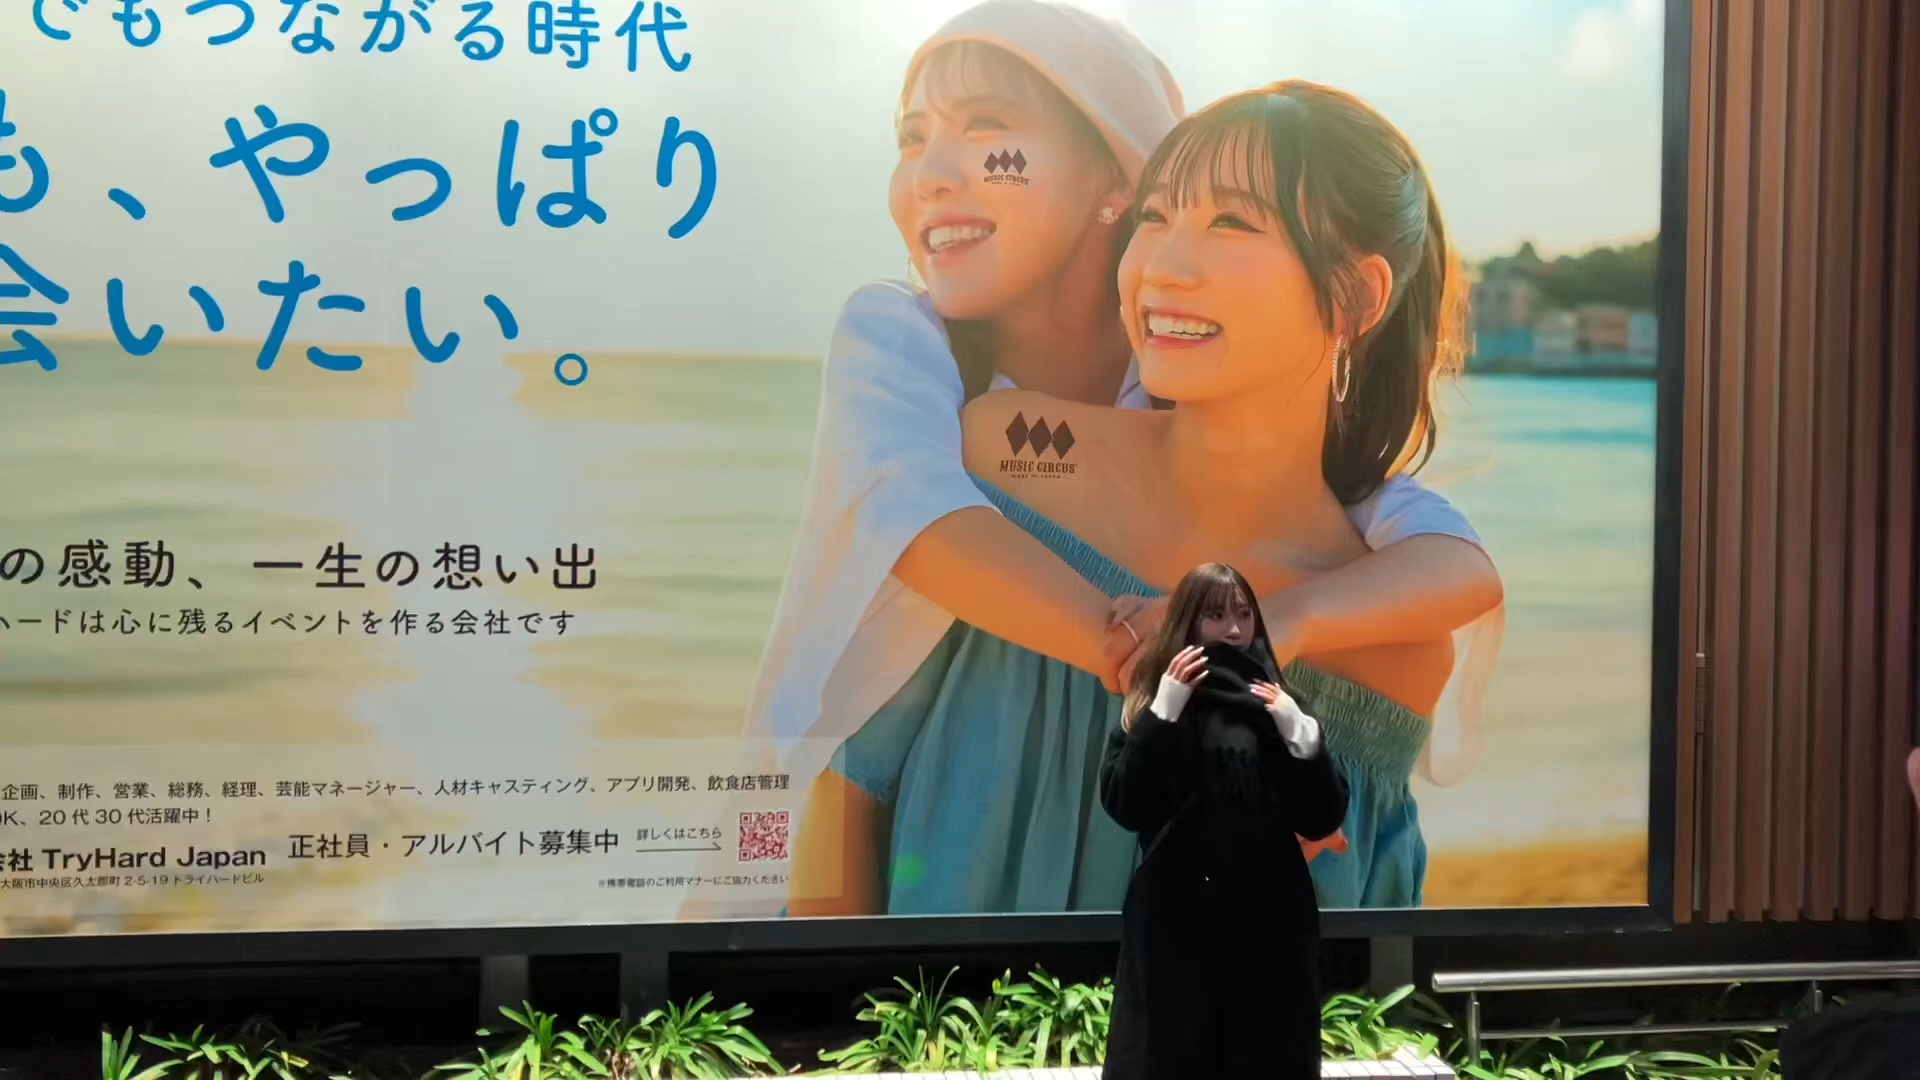 でもつながる時代
も、やっぱり
会いたい。
の感動、一生の想い出
ハードは心に残るイベントを作る会社です
企画、制作、営業、総務、経理、芸能マネージャー、人材キャスティング、アプリ開発、飲食店管理
OK、20代30代活躍中！
会社 TryHard Japan
正社員・アルバイト募集中
詳しくはこちら
大阪市中央区久太郎町 2-5-19 トライハードビル
※携帯電話のご利用マナーにご協力ください
MUSIC CIRCUS
MUSIC CIRCUS
MADE IN JAPAN